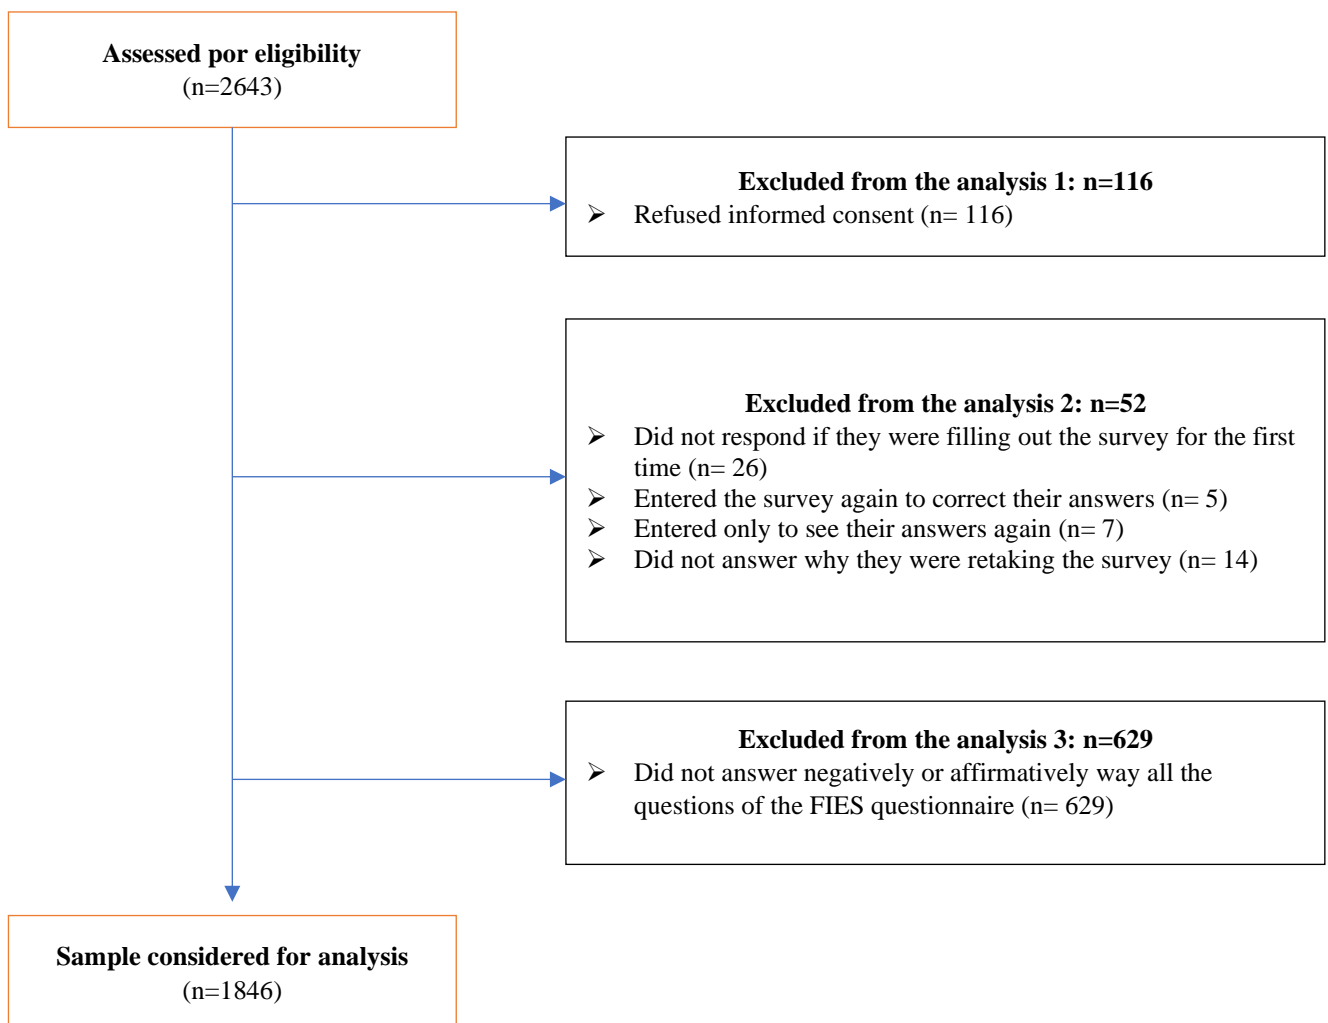 Assessed por eligibility
(n=2643)
Excluded from the analysis 1: n=116
➢ Refused informed consent (n= 116)
Excluded from the analysis 2: n=52
➢ Did not respond if they were filling out the survey for the first
time (n= 26)
➢ Entered the survey again to correct their answers (n= 5)
➢ Entered only to see their answers again (n= 7)
➢ Did not answer why they were retaking the survey (n= 14)
Excluded from the analysis 3: n=629
➢ Did not answer negatively or affirmatively way all the
questions of the FIES questionnaire (n= 629)
Sample considered for analysis
(n=1846)